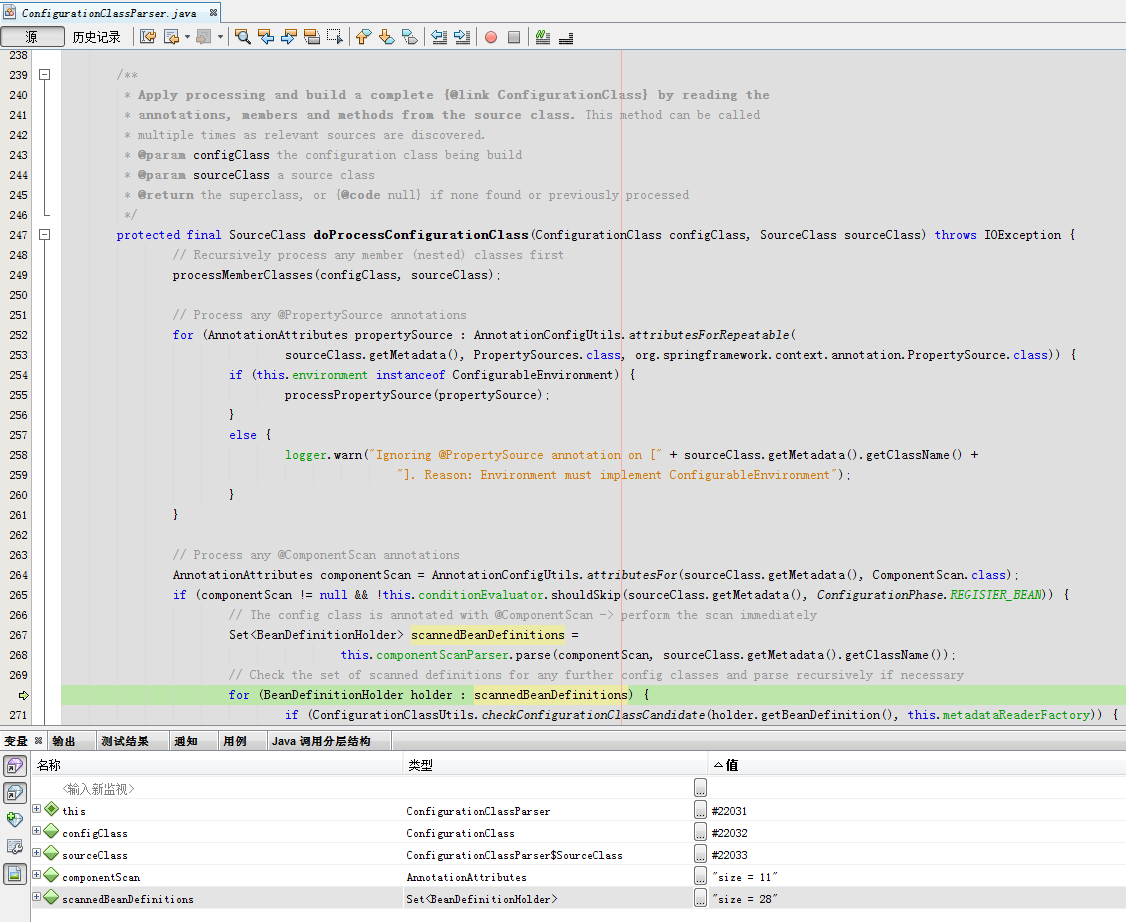 ConfigurationClassParser.java
源 历史记录
238
239 /**
240 * Apply processing and build a complete {@link ConfigurationClass} by reading the
241 * annotations, members and methods from the source class. This method can be called
242 * multiple times as relevant sources are discovered.
243 * @param configClass the configuration class being build
244 * @param sourceClass a source class
245 * @return the superclass, or {@code null} if none found or previously processed
246 */
247 protected final SourceClass doProcessConfigurationClass(ConfigurationClass configClass, SourceClass sourceClass) throws IOException {
248 // Recursively process any member (nested) classes first
249 processMemberClasses(configClass, sourceClass);
250
251 // Process any @PropertySource annotations
252 for (AnnotationAttributes propertySource : AnnotationConfigUtils.attributesForRepeatable(
253 sourceClass.getMetadata(), PropertySources.class, org.springframework.context.annotation.PropertySource.class)) {
254 if (this.environment instanceof ConfigurableEnvironment) {
255 processPropertySource(propertySource);
256 }
257 else {
258 logger.warn("Ignoring @PropertySource annotation on [" + sourceClass.getMetadata().getClassName() +
259 "]. Reason: Environment must implement ConfigurableEnvironment");
260 }
261 }
262
263 // Process any @ComponentScan annotations
264 AnnotationAttributes componentScan = AnnotationConfigUtils.attributesFor(sourceClass.getMetadata(), ComponentScan.class);
265 if (componentScan != null && !this.conditionEvaluator.shouldSkip(sourceClass.getMetadata(), ConfigurationPhase.REGISTER_BEAN)) {
266 // The config class is annotated with @ComponentScan -> perform the scan immediately
267 Set<BeanDefinitionHolder> scannedBeanDefinitions =
268 this.componentScanParser.parse(componentScan, sourceClass.getMetadata().getClassName());
269 // Check the set of scanned definitions for any further config classes and parse recursively if necessary
for (BeanDefinitionHolder holder : scannedBeanDefinitions) {
271 if (ConfigurationClassUtils.checkConfigurationClassCandidate(holder.getBeanDefinition(), this.metadataReaderFactory)) {
变量 输出 测试结果 通知 用例 Java 调用分层结构
名称 类型 值
<输入新监视> ...
this ConfigurationClassParser ... #22031
configClass ConfigurationClass ... #22032
sourceClass ConfigurationClassParser$SourceClass ... #22033
componentScan AnnotationAttributes ... "size = 11"
scannedBeanDefinitions Set<BeanDefinitionHolder> ... "size = 28"